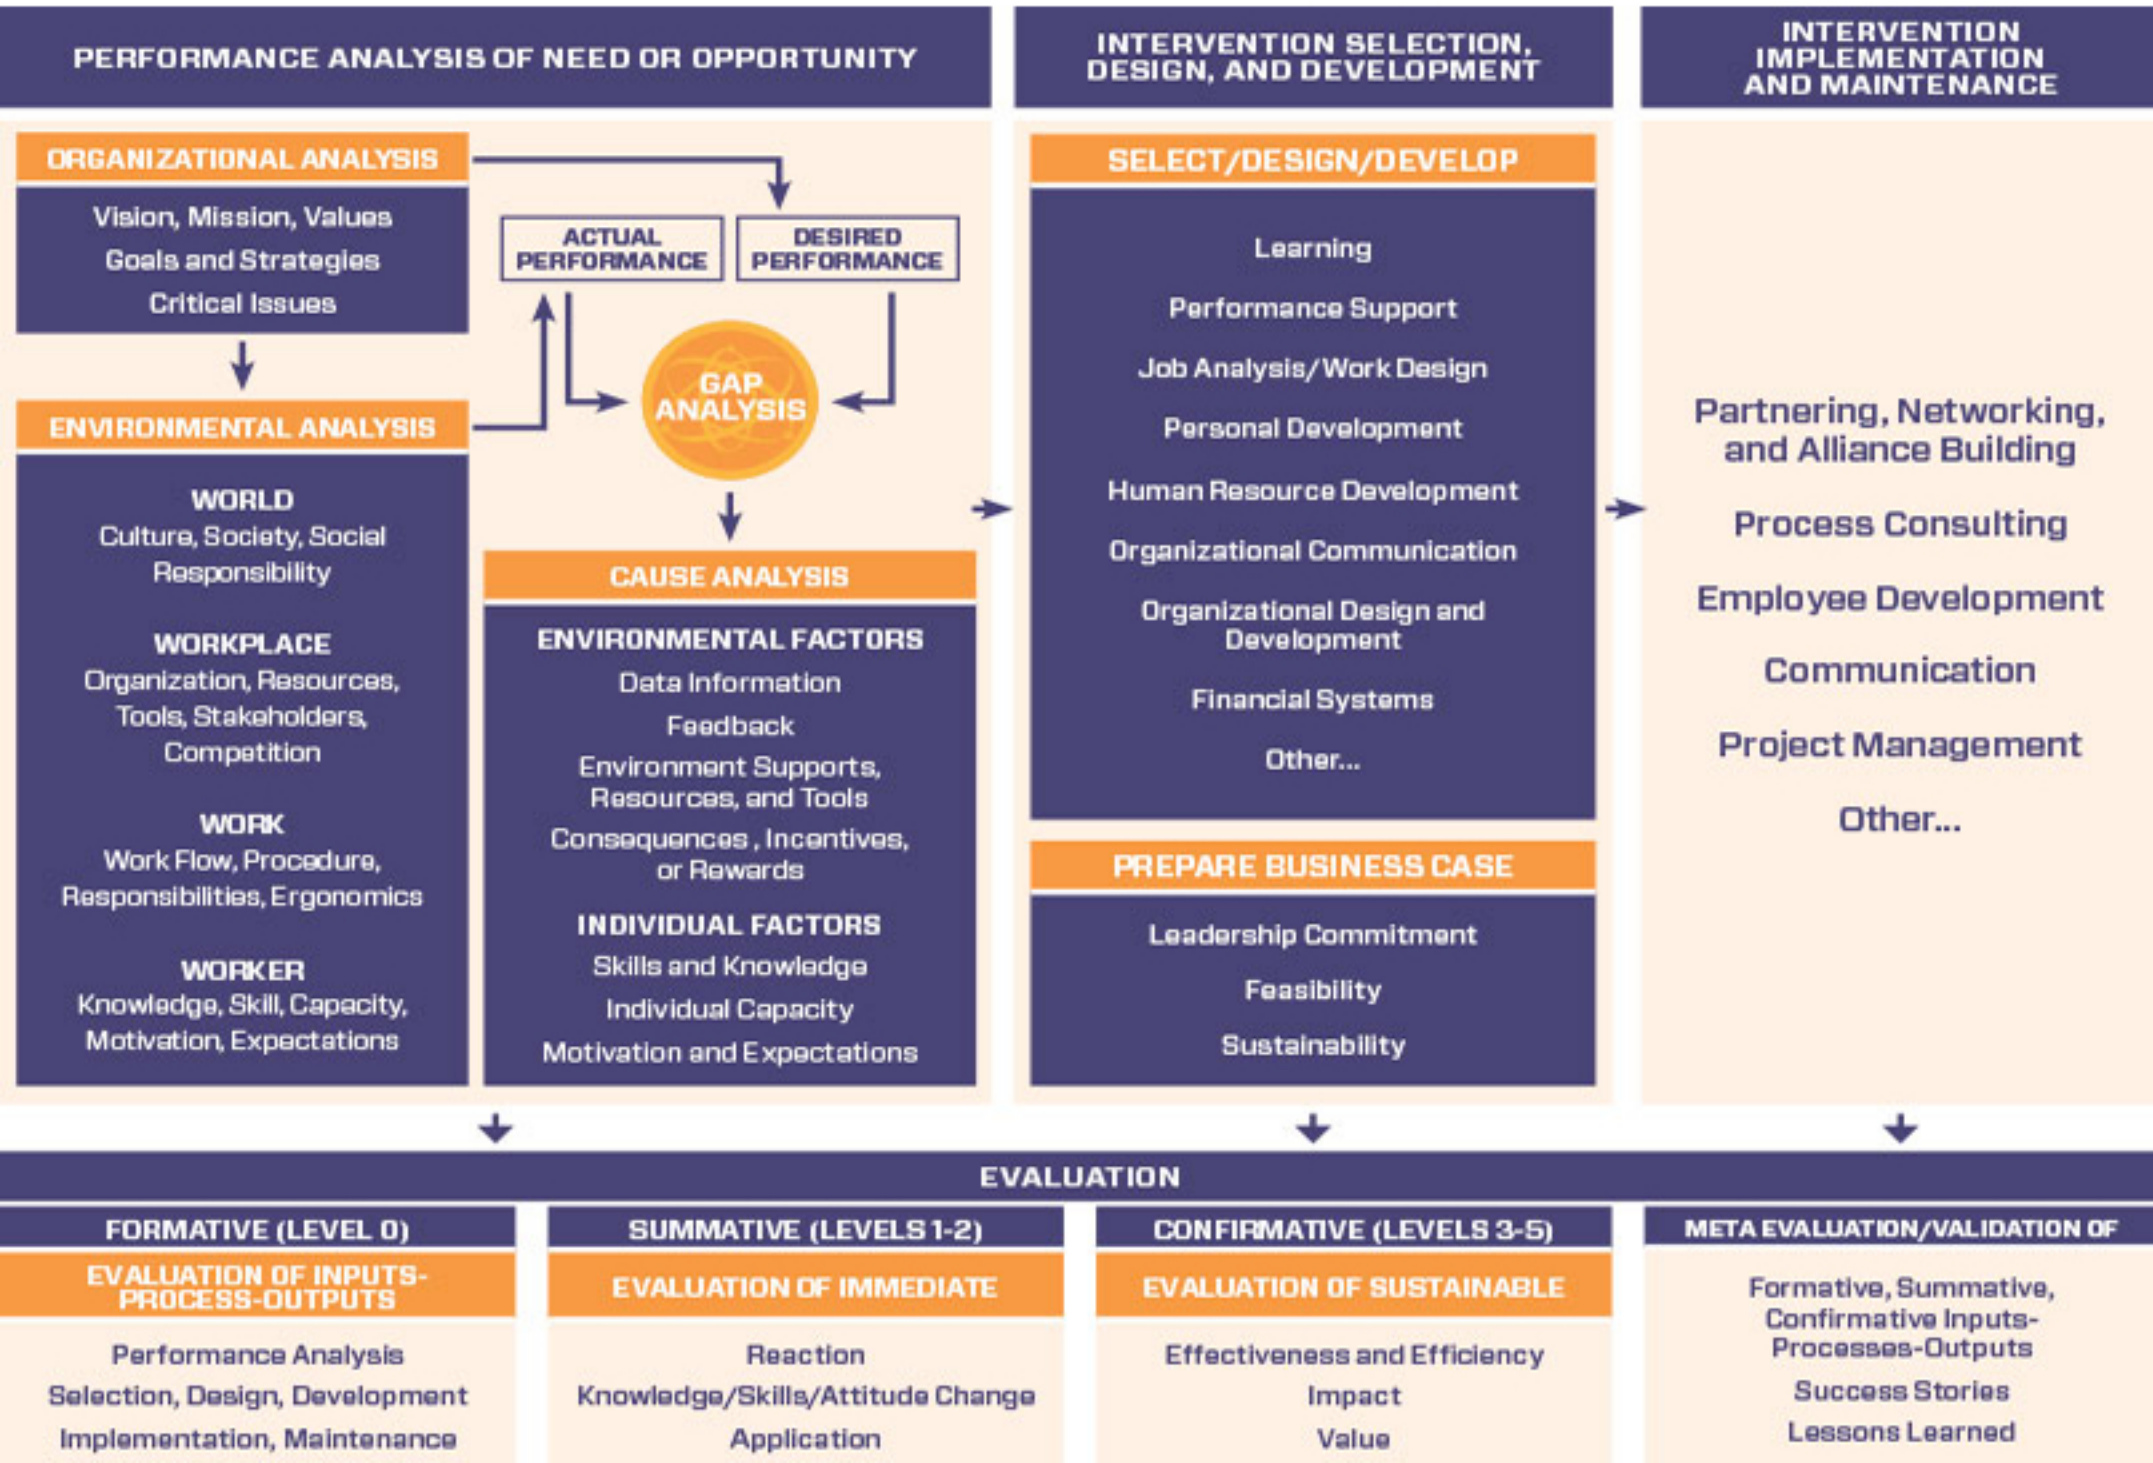 PERFORMANCE ANALYSIS OF NEED OR OPPORTUNITY
ORGANIZATIONAL ANALYSIS
Vision, Mission, Values
Goals and Strategies
Critical Issues
ENVIRONMENTAL ANALYSIS
WORLD
Culture, Society, Social
Responsibility
WORKPLACE
Organization, Resources,
Tools, Stakeholders,
Competition
WORK
Work Flow, Procedure,
Responsibilities, Ergonomics
WORKER
Knowledge, Skill, Capacity,
Motivation, Expectations
ACTUAL
PERFORMANCE
DESIRED
PERFORMANCE
GAP
ANALYSIS
CAUSE ANALYSIS
ENVIRONMENTAL FACTORS
Data Information
Feedback
Environment Supports,
Resources, and Tools
Consequences, Incentives,
or Rewards
INDIVIDUAL FACTORS
Skills and Knowledge
Individual Capacity
Motivation and Expectations
INTERVENTION SELECTION,
DESIGN, AND DEVELOPMENT
SELECT/DESIGN/DEVELOP
Learning
Performance Support
Job Analysis/Work Design
Personal Development
Human Resource Development
Organizational Communication
Organizational Design and
Development
Financial Systems
Other...
PREPARE BUSINESS CASE
Leadership Commitment
Feasibility
Sustainability
INTERVENTION
IMPLEMENTATION
AND MAINTENANCE
Partnering, Networking,
and Alliance Building
Process Consulting
Employee Development
Communication
Project Management
Other...
EVALUATION
FORMATIVE (LEVEL 0)
EVALUATION OF INPUTS-
PROCESS-OUTPUTS
Performance Analysis
Selection, Design, Development
Implementation, Maintenance
SUMMATIVE (LEVELS 1-2)
EVALUATION OF IMMEDIATE
Reaction
Knowledge/Skills/Attitude Change
Application
CONFIRMATIVE (LEVELS 3-5)
EVALUATION OF SUSTAINABLE
Effectiveness and Efficiency
Impact
Value
META EVALUATION/VALIDATION OF
Formative, Summative,
Confirmative Inputs-
Processes-Outputs
Success Stories
Lessons Learned